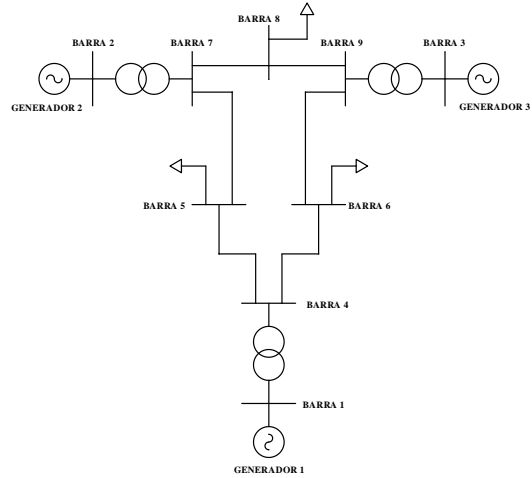 BARRA 8
BARRA 2
BARRA 7
BARRA 9
BARRA 3
GENERADOR 2
GENERADOR 3
BARRA 5
BARRA 6
BARRA 4
BARRA 1
GENERADOR 1